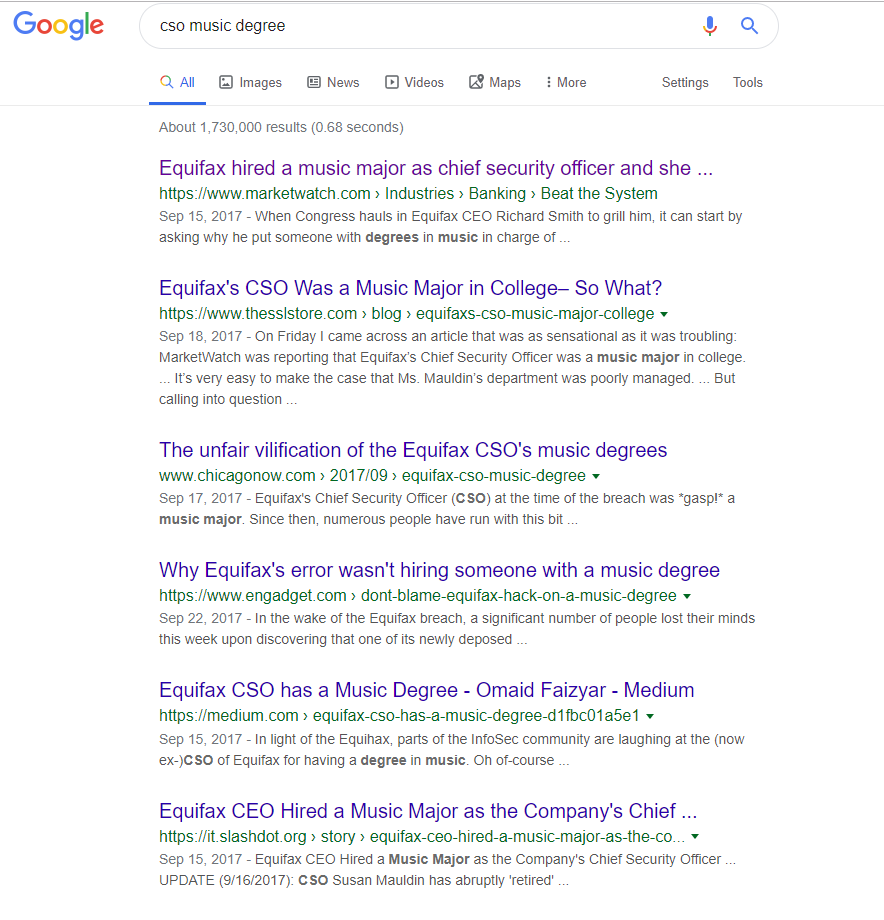 Google
cso music degree
All Images News Videos Maps More Settings Tools
About 1,730,000 results (0.68 seconds)
Equifax hired a music major as chief security officer and she ...
https://www.marketwatch.com › Industries › Banking › Beat the System
Sep 15, 2017 - When Congress hauls in Equifax CEO Richard Smith to grill him, it can start by
asking why he put someone with degrees in music in charge of ...
Equifax's CSO Was a Music Major in College– So What?
https://www.thesslstore.com › blog › equifaxs-cso-music-major-college
Sep 18, 2017 - On Friday I came across an article that was as sensational as it was troubling:
MarketWatch was reporting that Equifax's Chief Security Officer was a music major in college.
... It's very easy to make the case that Ms. Mauldin's department was poorly managed. ... But
calling into question ...
The unfair vilification of the Equifax CSO's music degrees
www.chicagonow.com › 2017/09 › equifax-cso-music-degree
Sep 17, 2017 - Equifax's Chief Security Officer (CSO) at the time of the breach was *gasp!* a
music major. Since then, numerous people have run with this bit ...
Why Equifax's error wasn't hiring someone with a music degree
https://www.engadget.com › dont-blame-equifax-hack-on-a-music-degree
Sep 22, 2017 - In the wake of the Equifax breach, a significant number of people lost their minds
this week upon discovering that one of its newly deposed ...
Equifax CSO has a Music Degree - Omaid Faizyar - Medium
https://medium.com › equifax-cso-has-a-music-degree-d1fbc01a5e1
Sep 15, 2017 - In light of the Equihax, parts of the InfoSec community are laughing at the (now
ex-)CSO of Equifax for having a degree in music. Oh of-course ...
Equifax CEO Hired a Music Major as the Company's Chief ...
https://it.slashdot.org › story › equifax-ceo-hired-a-music-major-as-the-co...
Sep 15, 2017 - Equifax CEO Hired a Music Major as the Company's Chief Security Officer ...
UPDATE (9/16/2017): CSO Susan Mauldin has abruptly 'retired' ...